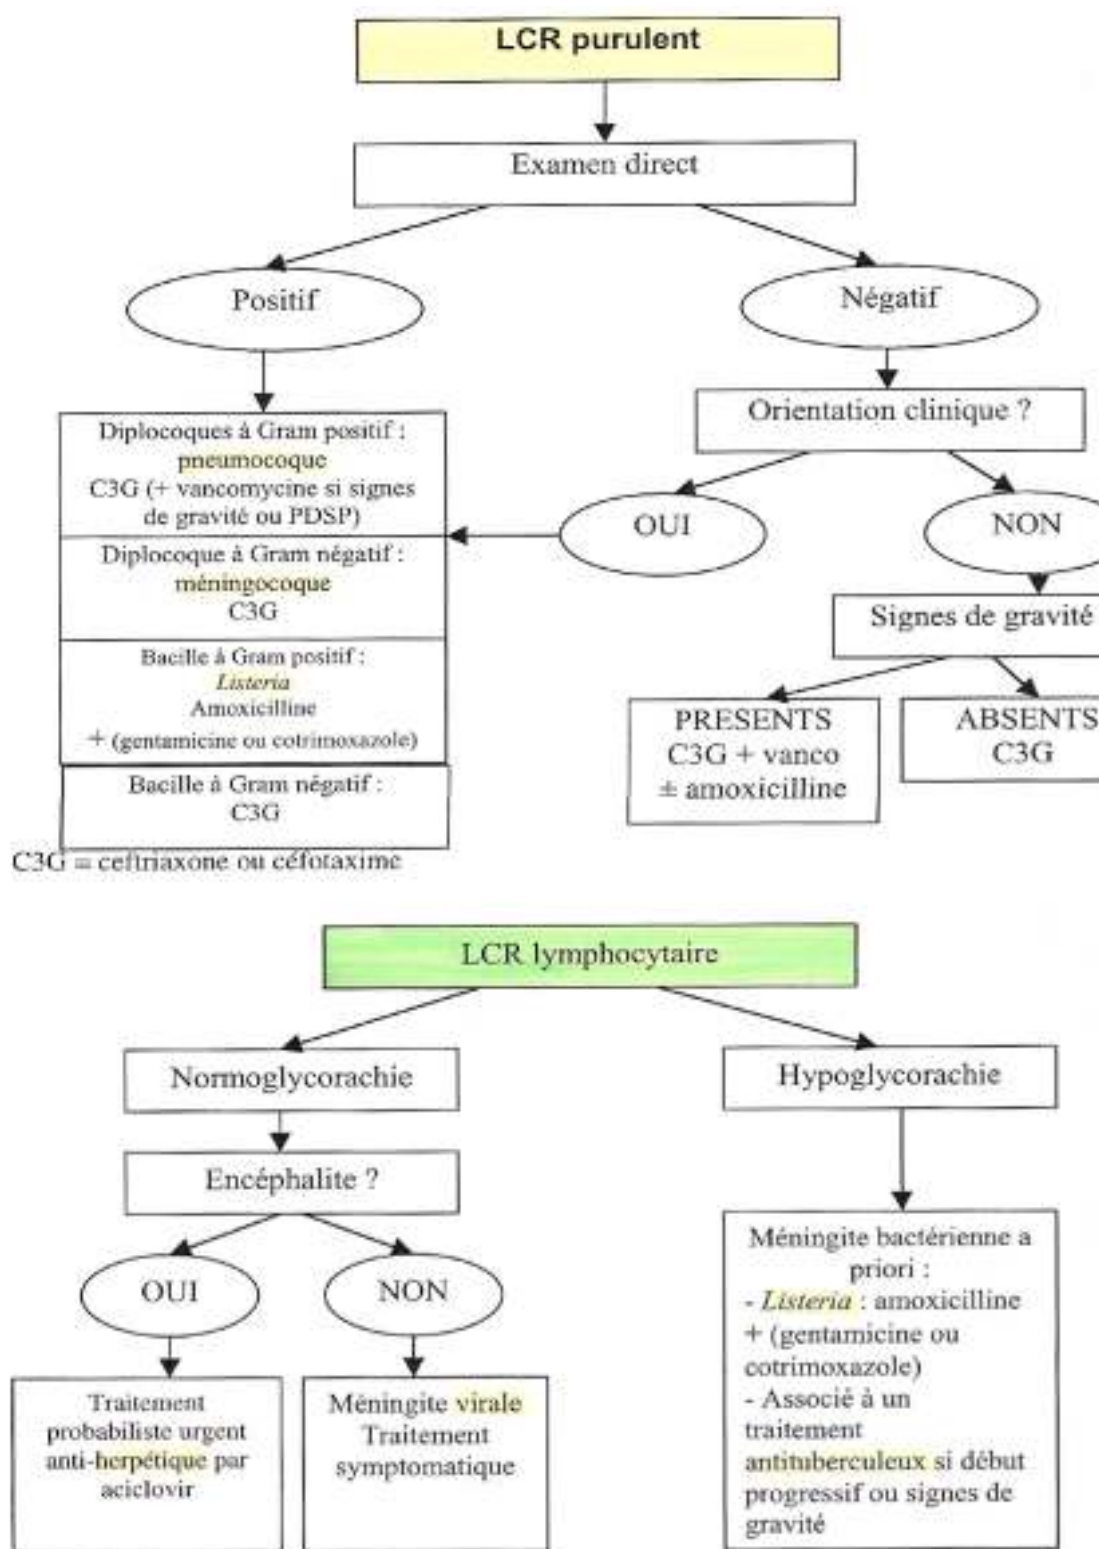 LCR purulent
Examen direct
Positif
Négatif
Diplocoques à Gram positif :
pneumocoque
C3G (+ vancomycine si signes
de gravité ou PDSP)
Diplocoque à Gram négatif :
méningocoque
C3G
Bacille à Gram positif :
Listeria
Amoxicilline
+ (gentamicine ou cotrimoxazole)
Bacille à Gram négatif :
C3G
C3G = ceftriaxone ou céfotaxime
Orientation clinique ?
OUI
NON
Signes de gravité
PRESENTS
C3G + vanco
± amoxicilline
ABSENTS
C3G
LCR lymphocytaire
Normoglycorachie
Hypoglycorachie
Encéphalite ?
OUI
NON
Traitement
probabiliste urgent
anti-herpétique par
aciclovir
Méningite virale
Traitement
symptomatique
Méningite bactérienne a
priori :
- Listeria : amoxicilline
+ (gentamicine ou
cotrimoxazole)
- Associé à un
traitement
antituberculeux si début
progressif ou signes de
gravité